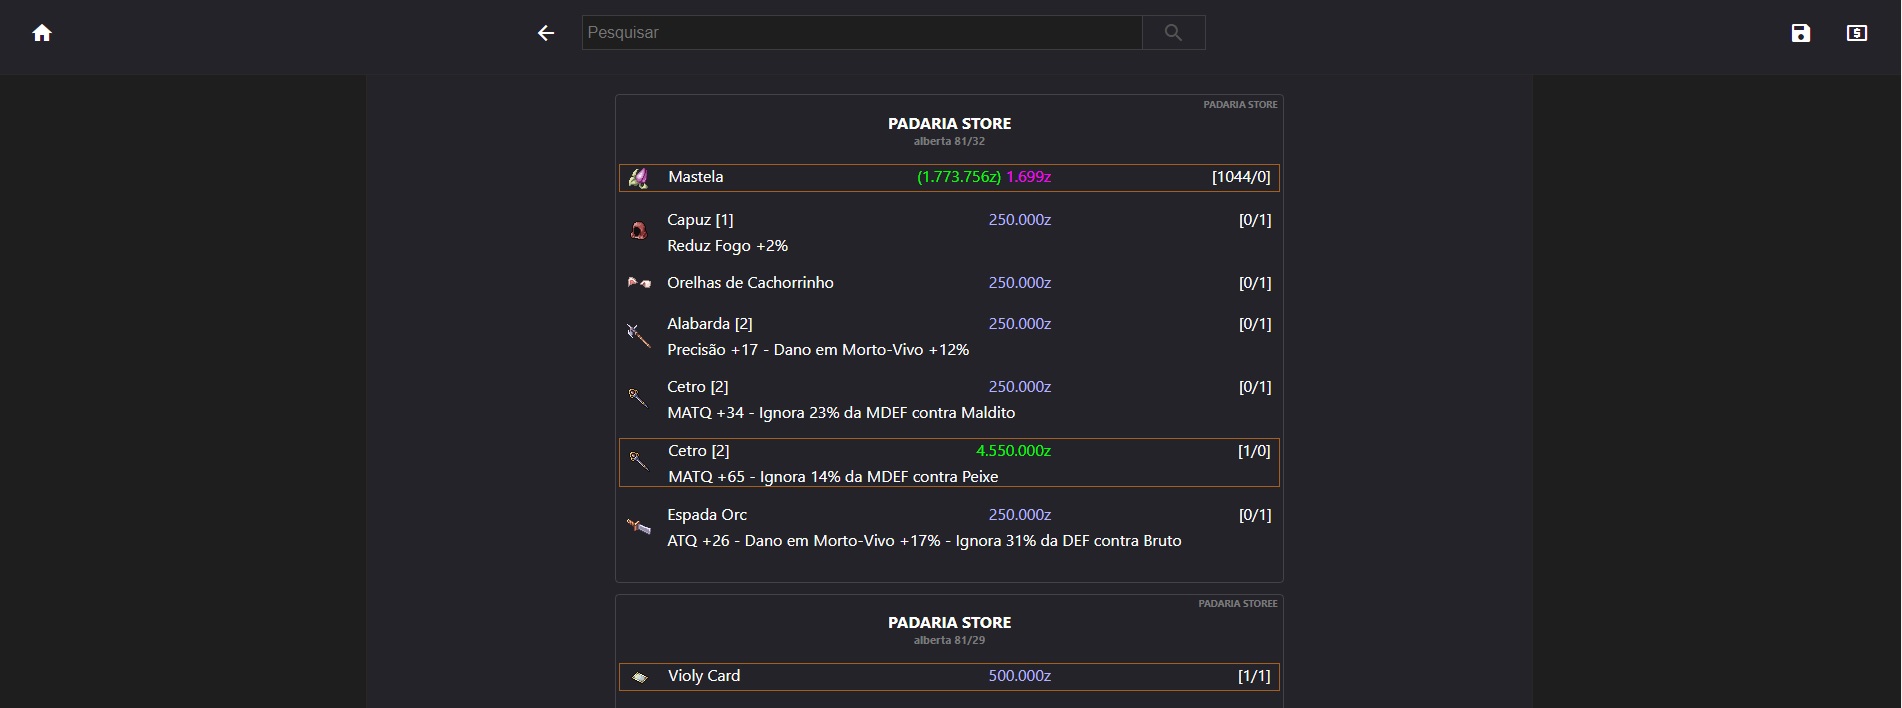 Pesquisar
PADARIA STORE
PADARIA STORE
alberta 81/32
Mastela (1.773.756z) 1.699z [1044/0]
Capuz [1] 250.000z [0/1]
Reduz Fogo +2%
Orelhas de Cachorrinho 250.000z [0/1]
Alabarda [2] 250.000z [0/1]
Precisão +17 - Dano em Morto-Vivo +12%
Cetro [2] 250.000z [0/1]
MATQ +34 - Ignora 23% da MDEF contra Maldito
Cetro [2] 4.550.000z [1/0]
MATQ +65 - Ignora 14% da MDEF contra Peixe
Espada Orc 250.000z [0/1]
ATQ +26 - Dano em Morto-Vivo +17% - Ignora 31% da DEF contra Bruto
PADARIA STOREE
PADARIA STORE
alberta 81/29
Violy Card 500.000z [1/1]